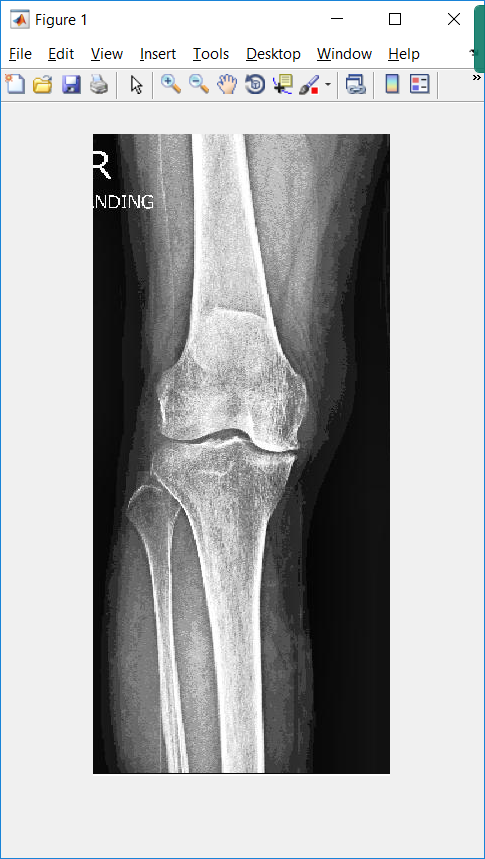 Figure 1
File Edit View Insert Tools Desktop Window Help
R
NDING